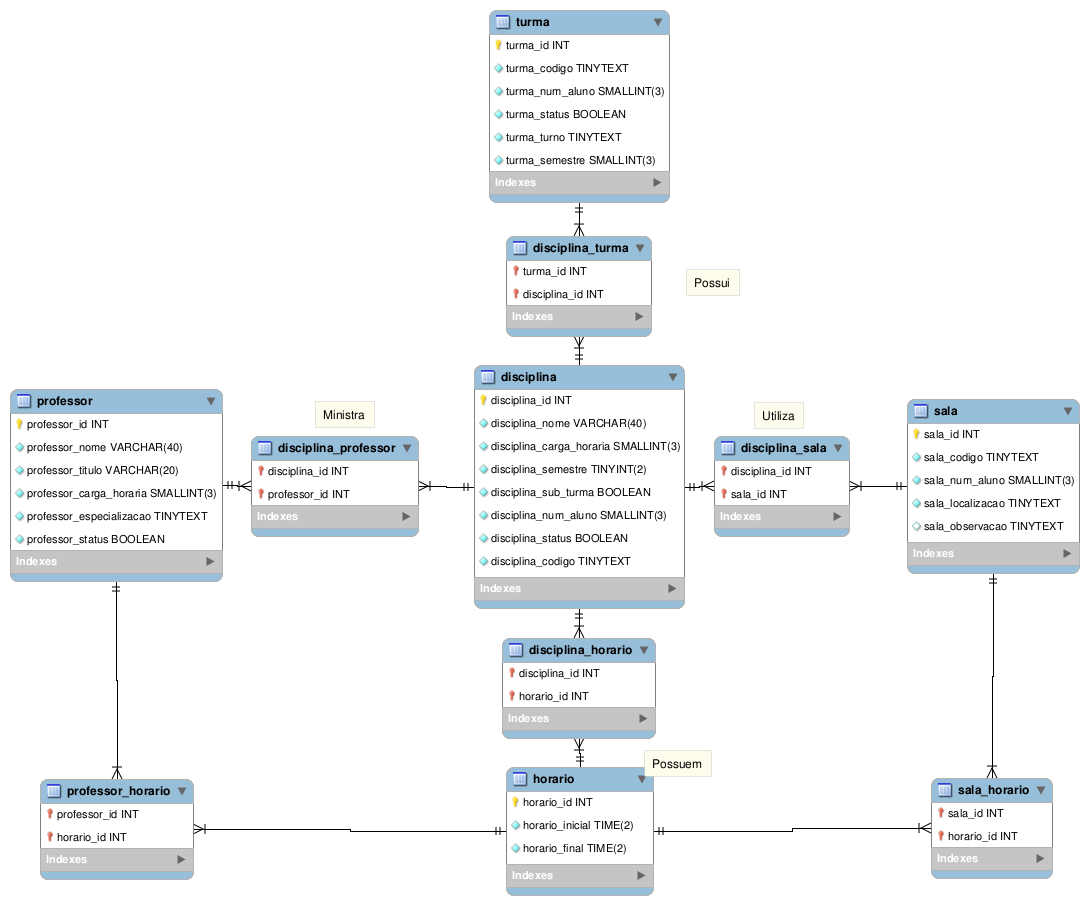 turma
turma_id INT
turma_codigo TINYTEXT
turma_num_aluno SMALLINT(3)
turma_status BOOLEAN
turma_turno TINYTEXT
turma_semestre SMALLINT(3)
Indexes
disciplina_turma
turma_id INT
disciplina_id INT
Indexes
Possui
professor
professor_id INT
professor_nome VARCHAR(40)
professor_titulo VARCHAR(20)
professor_carga_horaria SMALLINT(3)
professor_especializacao TINYTEXT
professor_status BOOLEAN
Indexes
Ministra
disciplina_professor
disciplina_id INT
professor_id INT
Indexes
disciplina
disciplina_id INT
disciplina_nome VARCHAR(40)
disciplina_carga_horaria SMALLINT(3)
disciplina_semestre TINYINT(2)
disciplina_sub_turma BOOLEAN
disciplina_num_aluno SMALLINT(3)
disciplina_status BOOLEAN
disciplina_codigo TINYTEXT
Indexes
Utiliza
disciplina_sala
disciplina_id INT
sala_id INT
Indexes
sala
sala_id INT
sala_codigo TINYTEXT
sala_num_aluno SMALLINT(3)
sala_localizacao TINYTEXT
sala_observacao TINYTEXT
Indexes
disciplina_horario
disciplina_id INT
horario_id INT
Indexes
Possuem
professor_horario
professor_id INT
horario_id INT
Indexes
horario
horario_id INT
horario_inicial TIME(2)
horario_final TIME(2)
Indexes
sala_horario
sala_id INT
horario_id INT
Indexes